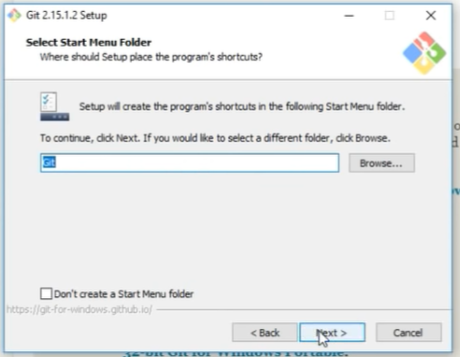 Git 2.15.1.2 Setup
Select Start Menu Folder
Where should Setup place the program's shortcuts?
Setup will create the program's shortcuts in the following Start Menu folder.
To continue, click Next. If you would like to select a different folder, click Browse.
Git
Browse...
Don't create a Start Menu folder
https://git-for-windows.github.io/
< Back
Next >
Cancel
32-bit Git for Windows Portable.